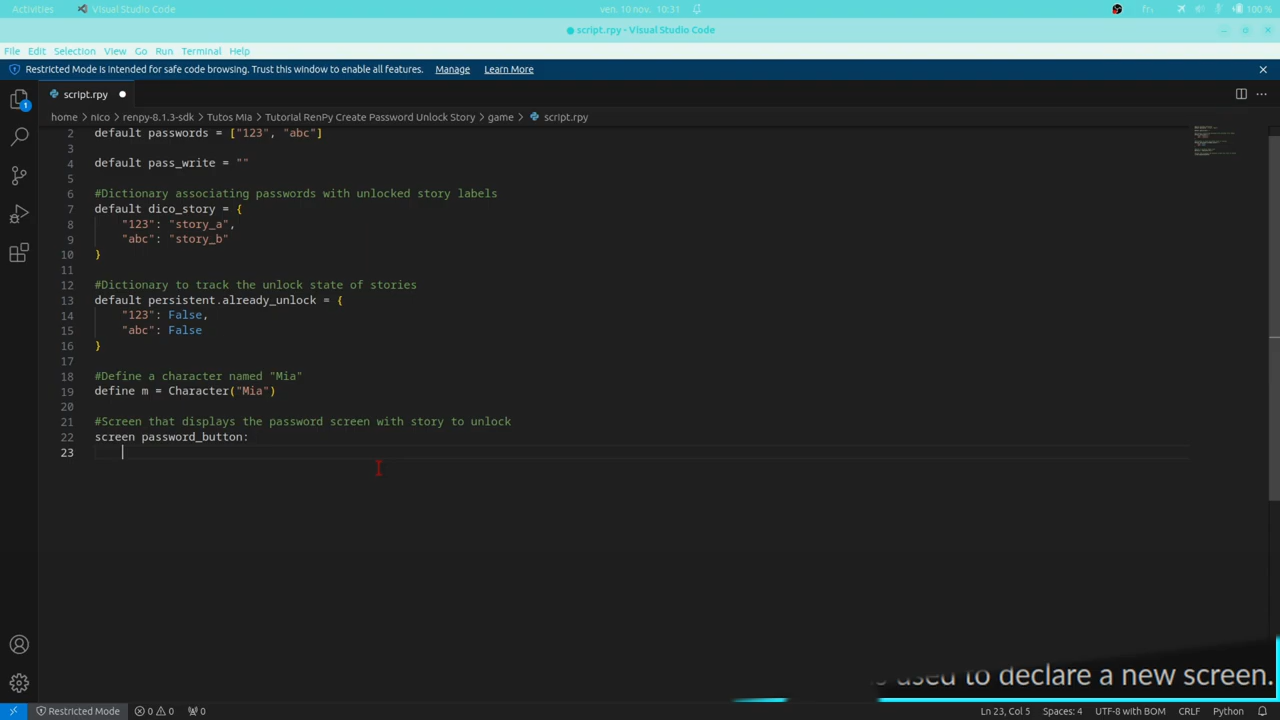 Activities Visual Studio Code ven. 10 nov. 10:31 fr₁ 100 %
script.rpy - Visual Studio Code
File Edit Selection View Go Run Terminal Help
Restricted Mode is intended for safe code browsing. Trust this window to enable all features. Manage Learn More
script.rpy
home > nico > renpy-8.1.3-sdk > Tutos Mia > Tutorial RenPy Create Password Unlock Story > game > script.rpy
2 default passwords = ["123", "abc"]
3
4 default pass_write = ""
5
6 #Dictionary associating passwords with unlocked story labels
7 default dico_story = {
8 "123": "story_a",
9 "abc": "story_b"
10 }
11
12 #Dictionary to track the unlock state of stories
13 default persistent.already_unlock = {
14 "123": False,
15 "abc": False
16 }
17
18 #Define a character named "Mia"
19 define m = Character("Mia")
20
21 #Screen that displays the password screen with story to unlock
22 screen password_button:
23
used to declare a new screen.
Restricted Mode 0 0 0 Ln 23, Col 5 Spaces: 4 UTF-8 with BOM CRLF Python